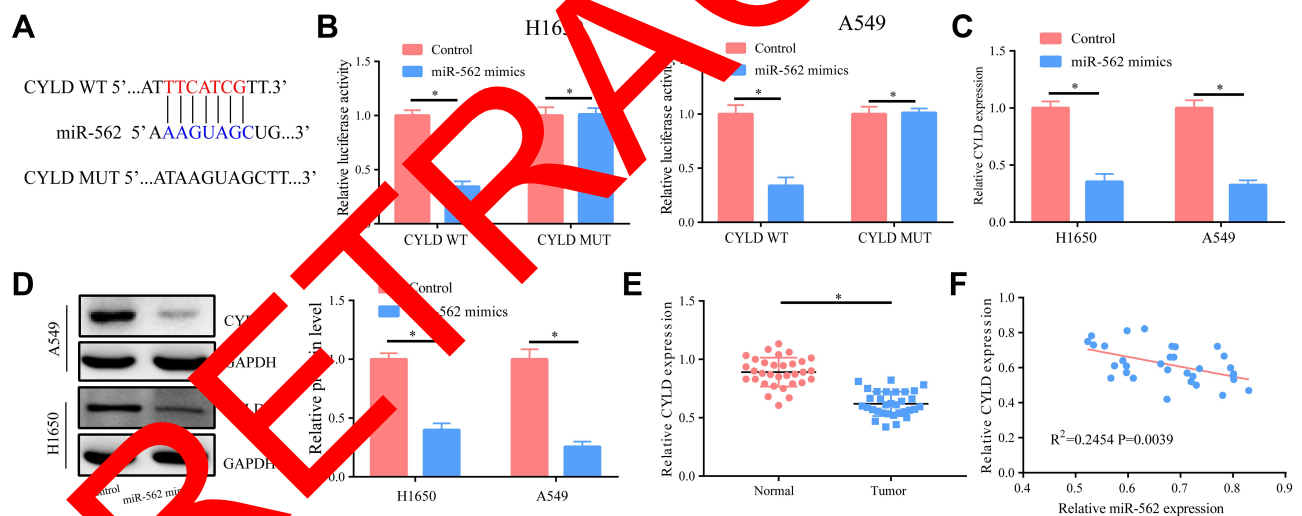 A
CYLD WT 5’...ATTTCATCGTT.3’
miR-562 5’ AAAGUAGCUG...3’
CYLD MUT 5’...ATAAGUAGCTT...3’
B
Control
miR-562 mimics
Relative luciferase activity
1.5
1.0
0.5
*
*
CYLD WT
CYLD MUT
A549
Control
miR-562 mimics
Relative luciferase activity
1.0
0.5
0.0
*
*
CYLD WT
CYLD MUT
C
Control
miR-562 mimics
Relative CYLD expression
1.5
1.0
0.5
0.0
*
*
H1650
A549
D
A549
GAPDH
H1650
GAPDH
miR-562
Control
mimics
Relative level
1.5
1.0
0.5
0.0
*
*
H1650
A549
E
Relative CYLD expression
1.5
1.0
0.5
0.0
*
Normal
Tumor
F
Relative CYLD expression
1.0
0.8
0.6
0.4
0.2
0.0
R²=0.2454 P=0.0039
0.4
0.5
0.6
0.7
0.8
0.9
Relative miR-562 expression